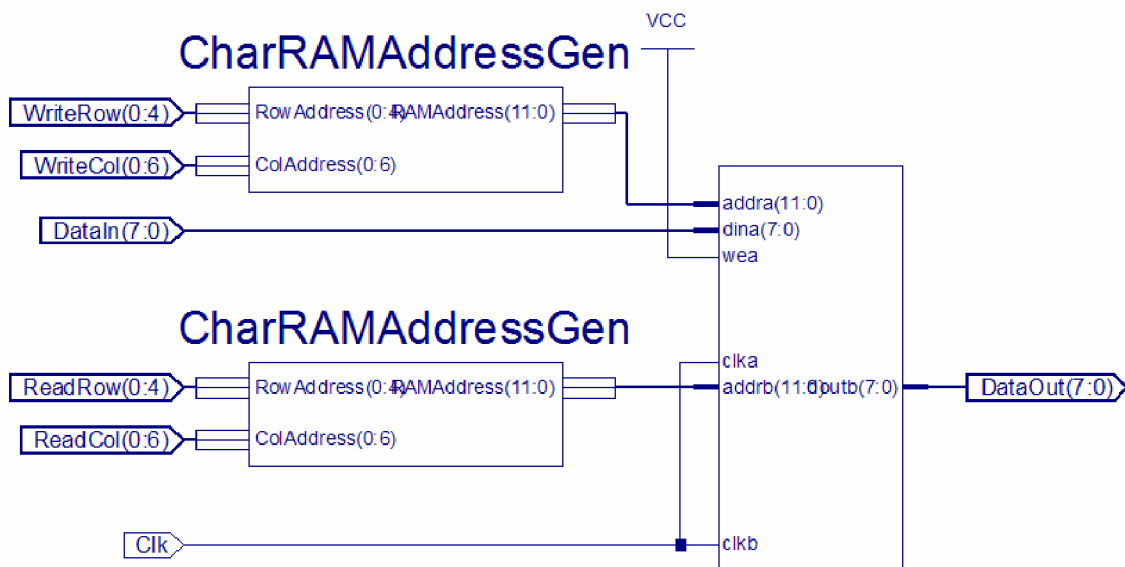 VCC
CharRAMAddressGen
WriteRow(0:4)
RowAddress(0:4)
RAMAddress(11:0)
WriteCol(0:6)
ColAddress(0:6)
addra(11:0)
DataIn(7:0)
dina(7:0)
wea
CharRAMAddressGen
clka
ReadRow(0:4)
RowAddress(0:4)
RAMAddress(11:0)
addrb(11:0)
doutb(7:0)
DataOut(7:0)
ReadCol(0:6)
ColAddress(0:6)
Clk
clkb